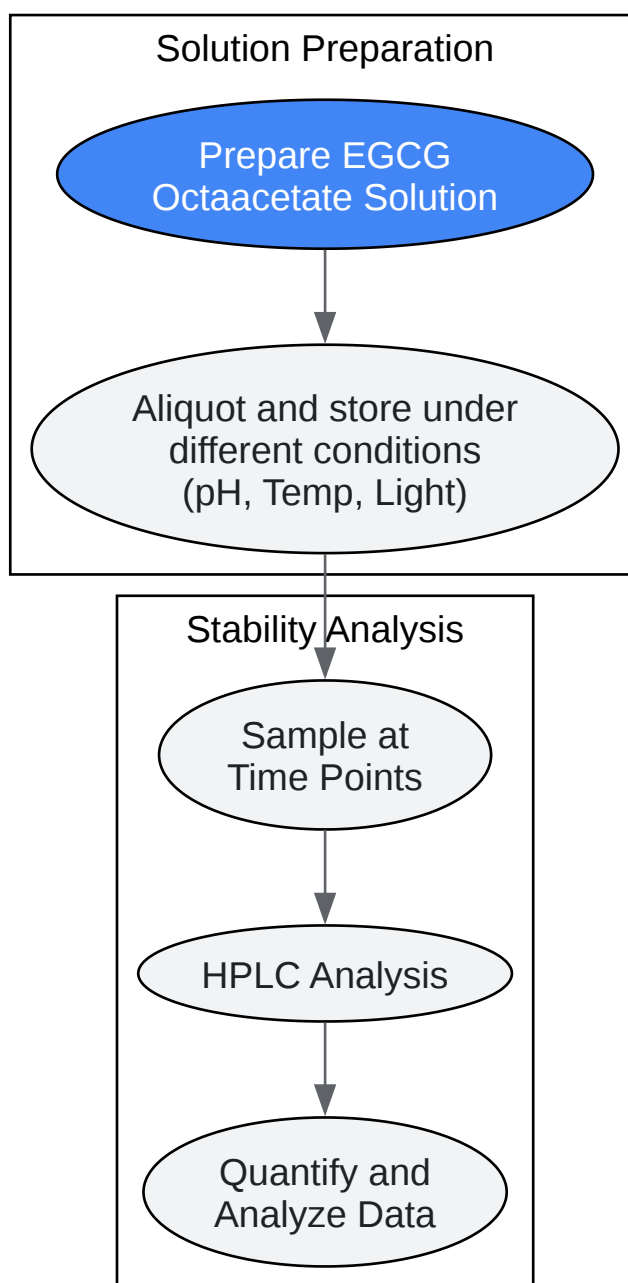 Solution Preparation
Prepare EGCG
Octaacetate Solution
Aliquot and store under
different conditions
(pH, Temp, Light)
Stability Analysis
Sample at
Time Points
HPLC Analysis
Quantify and
Analyze Data